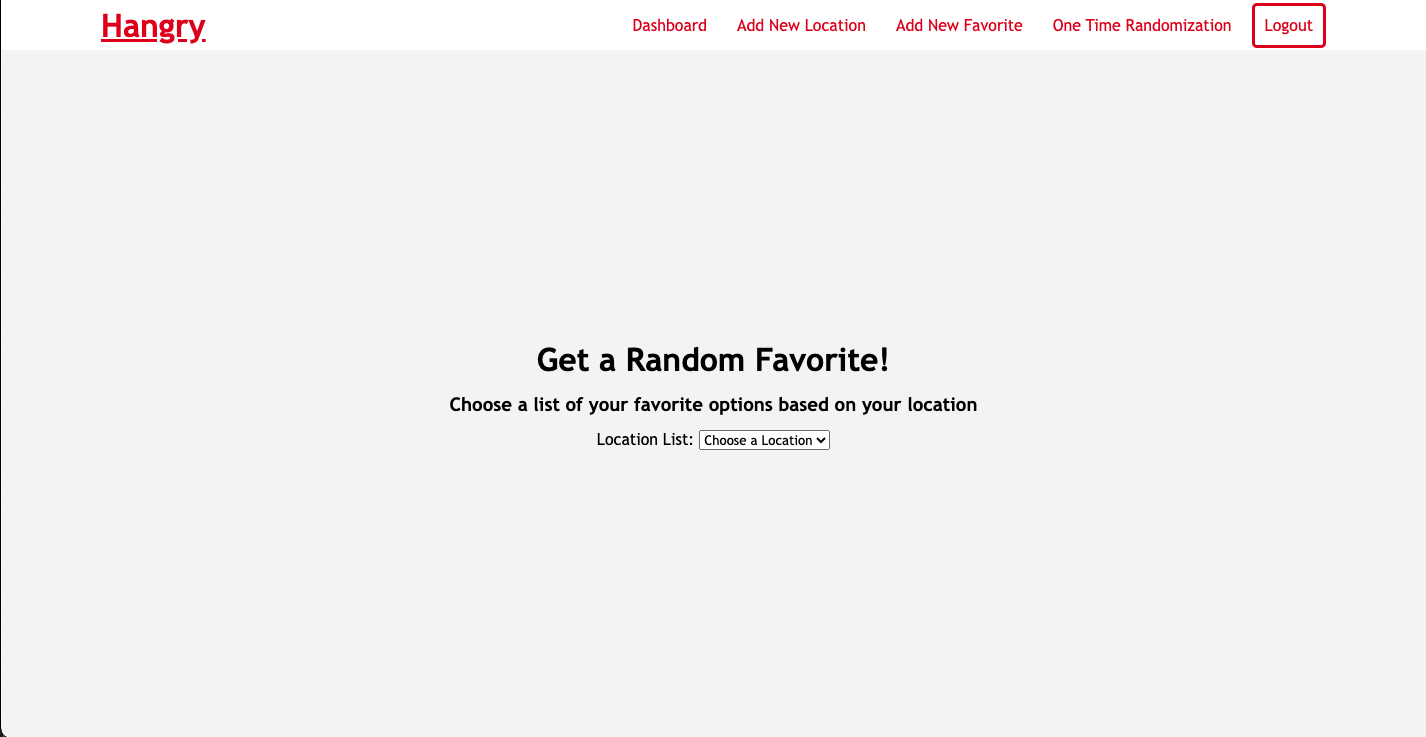 Hangry Dashboard Add New Location Add New Favorite One Time Randomization Logout
Get a Random Favorite!
Choose a list of your favorite options based on your location
Location List: Choose a Location